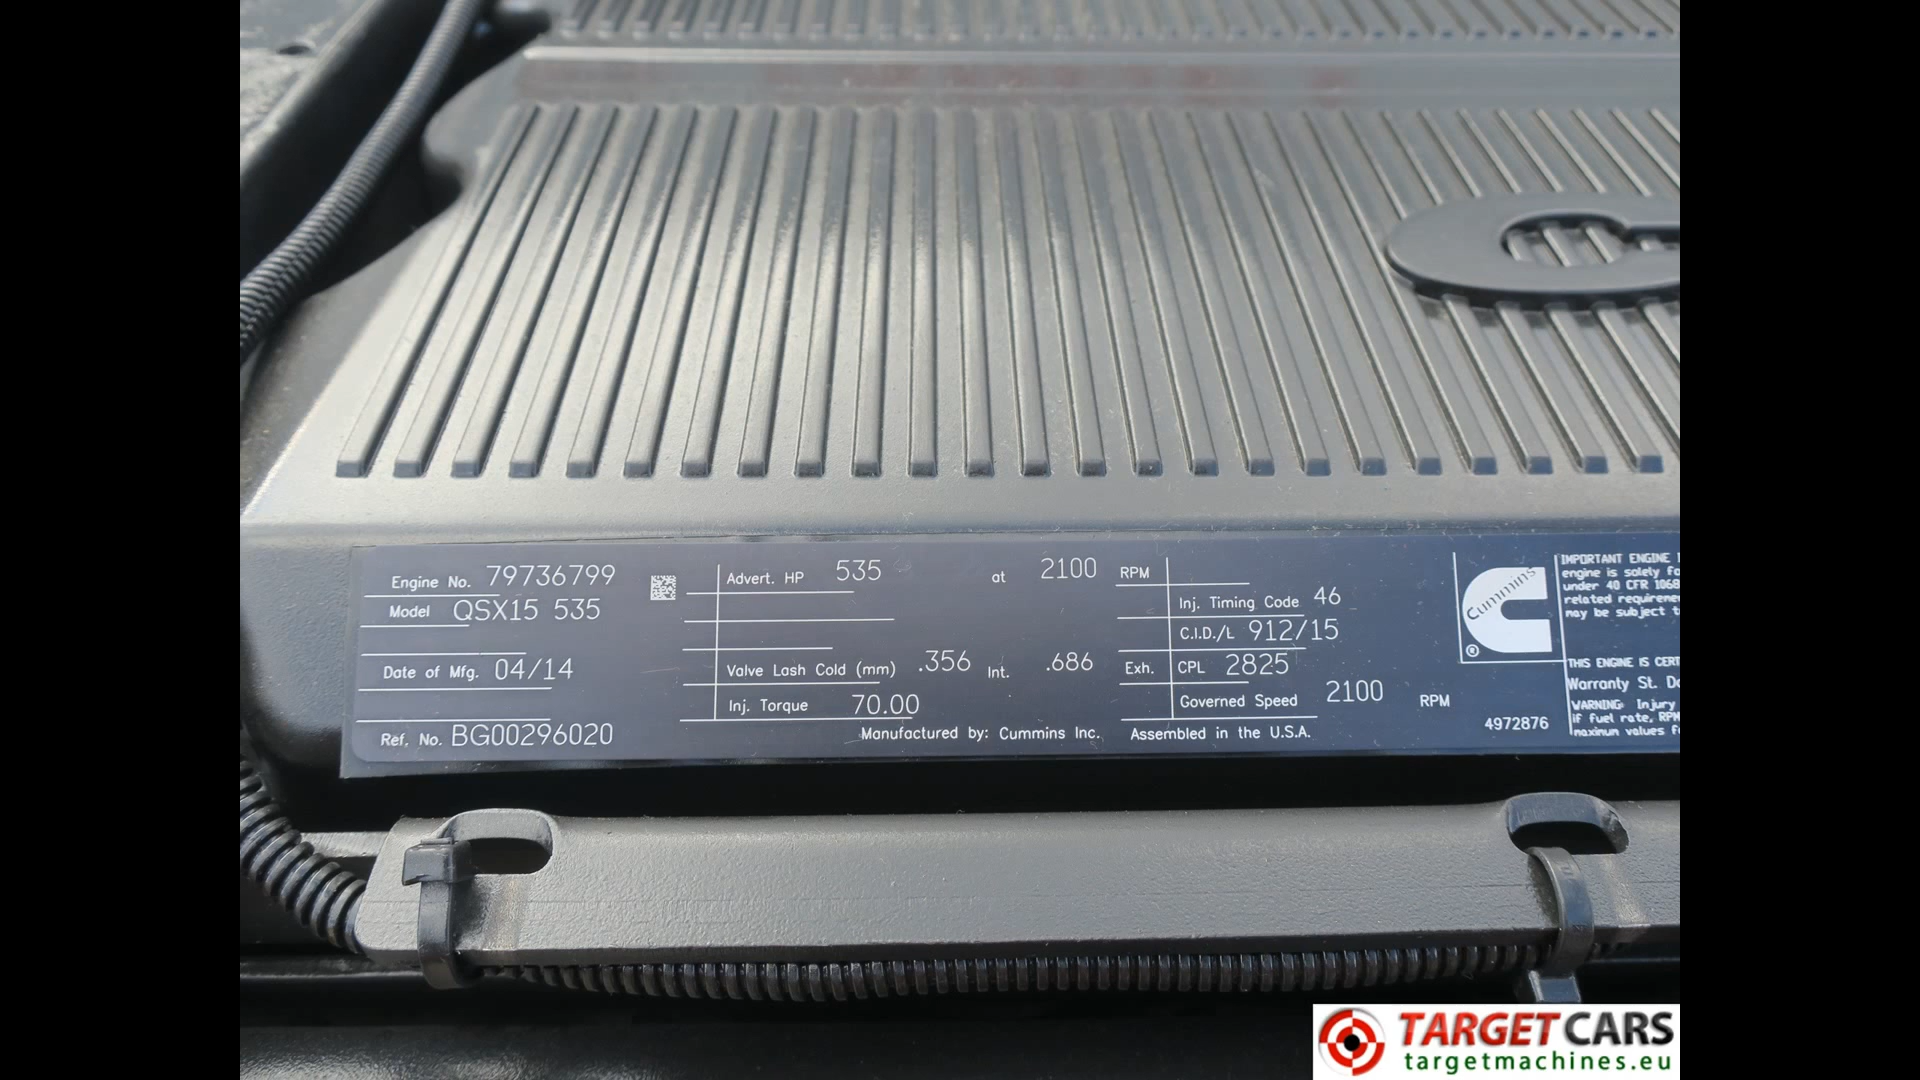 Engine No. 79736799
Model QSX15 535
Date of Mfg. 04/14
Ref. No. BG00296020
Advert. HP 535 at 2100 RPM
Valve Lash Cold (mm) .356 Int. .686 Exh.
Inj. Torque 70.00
Manufactured by: Cummins Inc. Assembled in the U.S.A.
Inj. Timing Code 46
C.I.D./L 912/15
CPL 2825
Governed Speed 2100 RPM
Cummins
®
4972876
IMPORTANT ENGINE
engine is solely
under 40 CFR 1068
related
may be subject
THIS ENGINE IS
Warranty St.
WARNING: Injury
if fuel rate, RPM
maximum values
TARGET CARS
targetmachines.eu